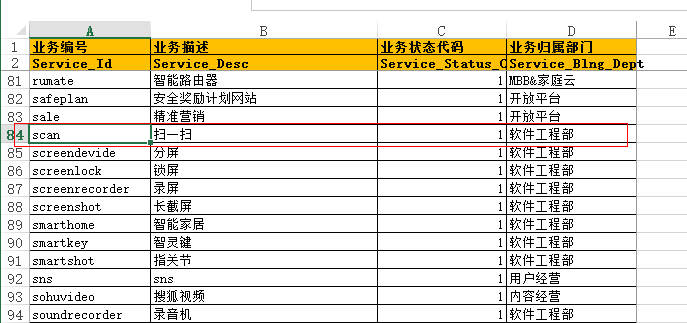 A B C D E
1 业务编号 业务描述 业务状态代码 业务归属部门
2 Service_Id Service_Desc Service_Status_C Service_Blng_Dept
81 rumate 智能路由器 1 MBB&家庭云
82 safeplan 安全奖励计划网站 1 开放平台
83 sale 精准营销 1 开放平台
84 scan 扫一扫 1 软件工程部
85 screendevide 分屏 1 软件工程部
86 screenlock 锁屏 1 软件工程部
87 screenrecorder 录屏 1 软件工程部
88 screenshot 长截屏 1 软件工程部
89 smarthome 智能家居 1 软件工程部
90 smartkey 智灵键 1 软件工程部
91 smartshot 指关节 1 软件工程部
92 sns sns 1 用户经营
93 sohuvideo 搜狐视频 1 内容经营
94 soundrecorder 录音机 1 软件工程部